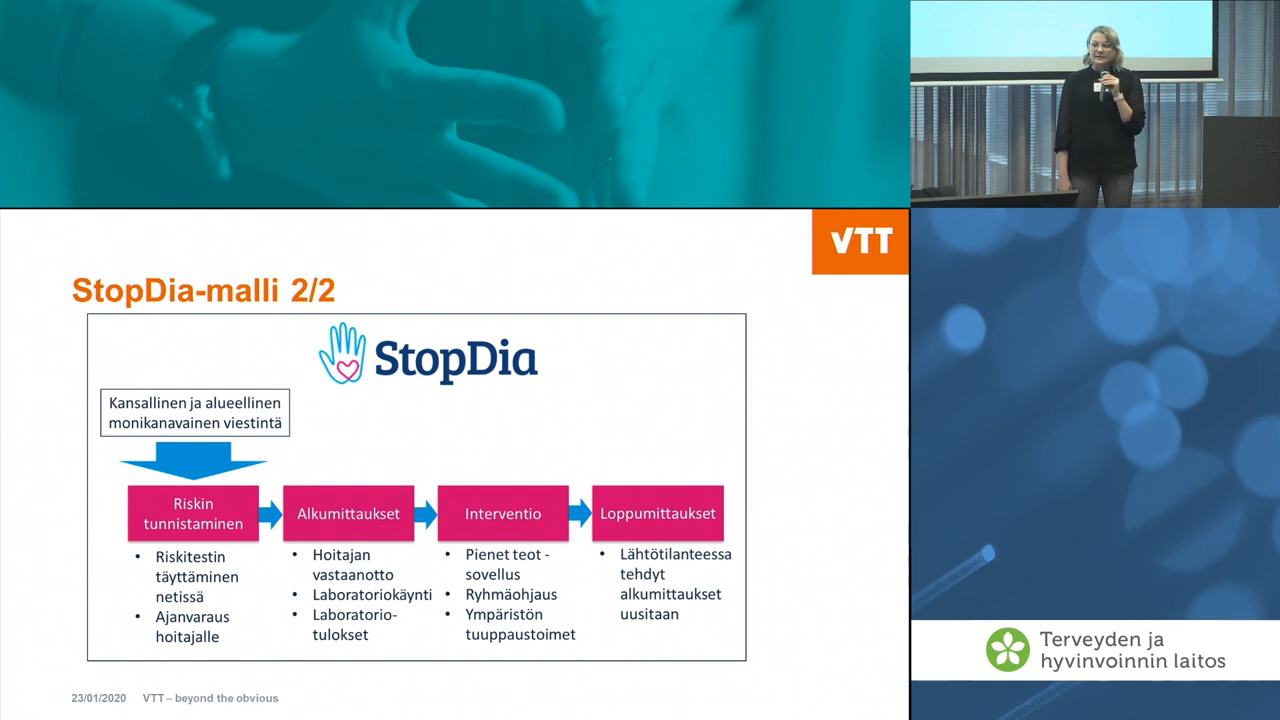 VTT
StopDia-malli 2/2
StopDia
Kansallinen ja alueellinen
monikanavainen viestintä
Riskin
tunnistaminen
Alkumittaukset
Interventio
Loppumittaukset
• Riskitestin
täyttäminen
netissä
• Ajanvaraus
hoitajalle
• Hoitajan
vastaanotto
• Laboratoriokäynti
• Laboratorio-
tulokset
• Pienet teot -
sovellus
• Ryhmäohjaus
• Ympäristön
tuuppaustoimet
• Lähtötilanteessa
tehdyt
alkumittaukset
uusitaan
23/01/2020 VTT – beyond the obvious
Terveyden ja
hyvinvoinnin laitos